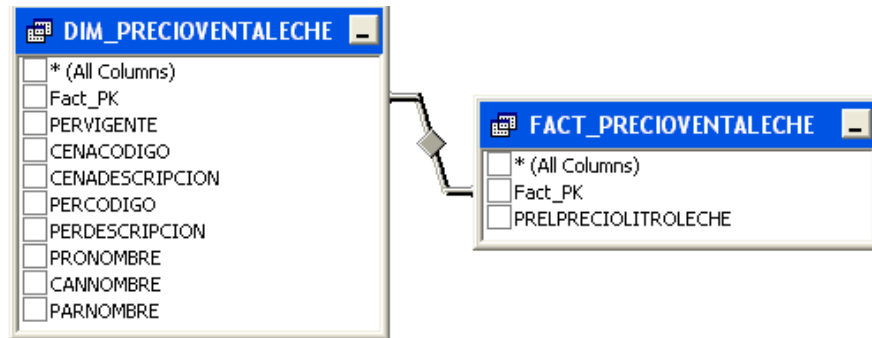 DIM_PRECIOVENTALECHE
* (All Columns)
Fact_PK
PERVIGENTE
CENACODIGO
CENADESCRIPCION
PERCODIGO
PERDESCRIPCION
PRONOMBRE
CANNOMBRE
PARNOMBRE
FACT_PRECIOVENTALECHE
* (All Columns)
Fact_PK
PRELPRECIOLITROLECHE